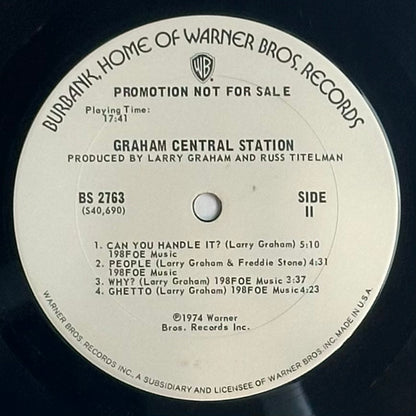 BURBANK, HOME OF WARNER BROS. RECORDS
WB
PROMOTION NOT FOR SALE
Playing Time:
17:41
GRAHAM CENTRAL STATION
PRODUCED BY LARRY GRAHAM AND RUSS TITELMAN
BS 2763
(S40,690)
SIDE
II
1. CAN YOU HANDLE IT? (Larry Graham) 5:10
198FOE Music
2. PEOPLE (Larry Graham & Freddie Stone) 4:31
198FOE Music
3. WHY? (Larry Graham) 198FOE Music 3:37
4. GHETTO (Larry Graham) 198FOE Music 4:23
℗1974 Warner
Bros. Records Inc.
WARNER BROS. RECORDS INC., A SUBSIDIARY AND LICENSEE OF WARNER BROS. INC. MADE IN U.S.A.